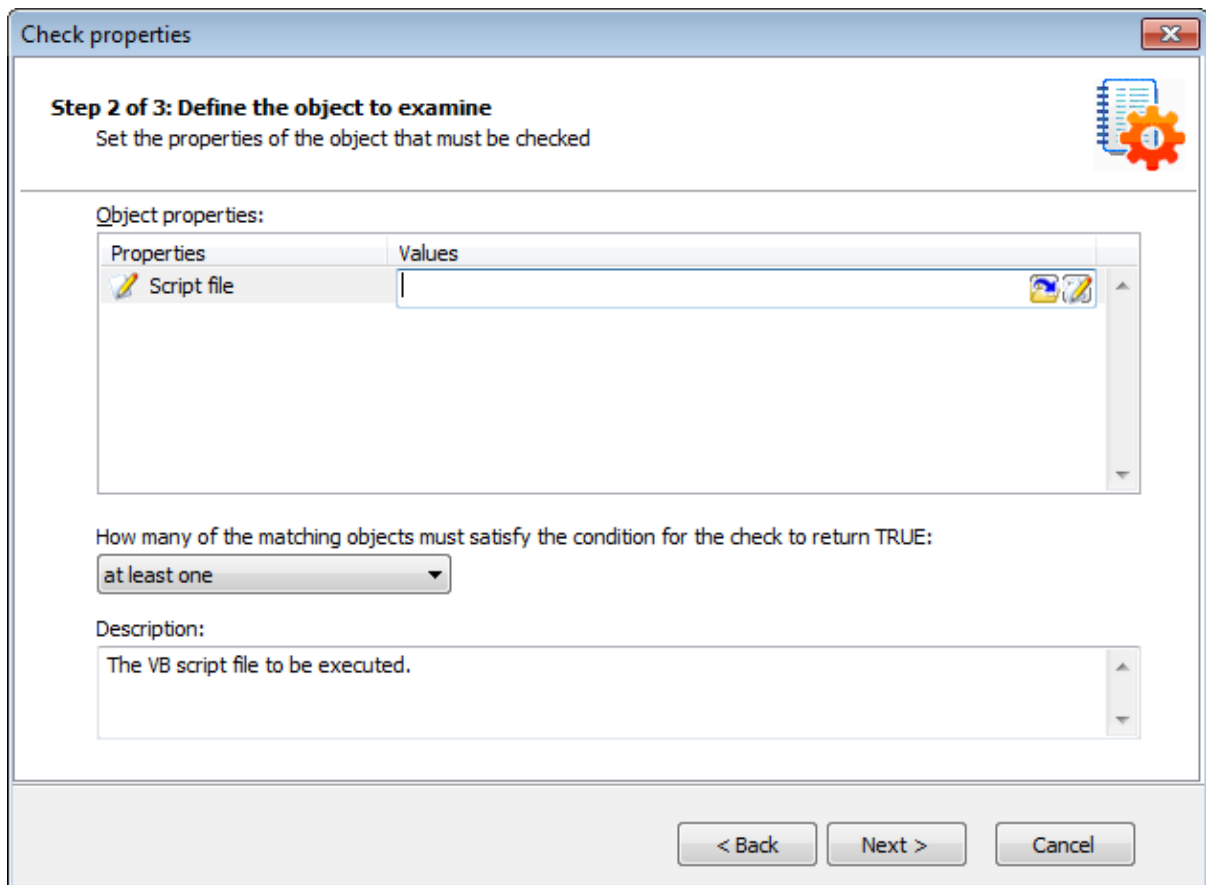 Check properties
Step 2 of 3: Define the object to examine
Set the properties of the object that must be checked
Object properties:
Properties Values
Script file
How many of the matching objects must satisfy the condition for the check to return TRUE:
at least one
Description:
The VB script file to be executed.
< Back Next > Cancel